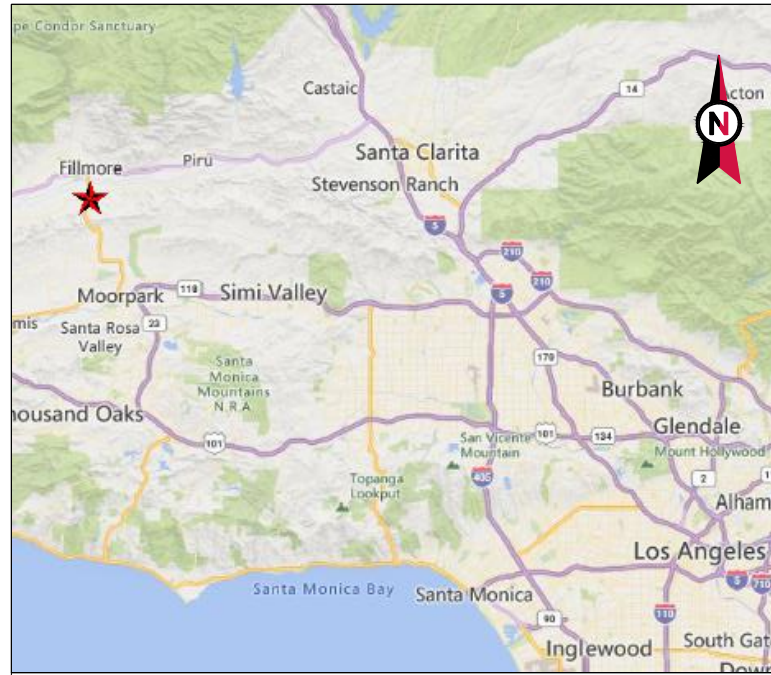 pe Condor Sanctuary
Castaic
14
Acton
N
Fillmore
Piru
Santa Clarita
Stevenson Ranch
5
210
210
5
Moorpark
118
Simi Valley
mis
Santa Rosa
Valley
23
Santa
Monica
Mountains
N.R.A.
170
Burbank
housand Oaks
101
San Vicente
Mountain
101
134
Glendale
Mount Hollywood
Topanga
Lookput
405
2
1
Alham
Los Angeles
5
710
Santa Monica Bay
Santa Monica
90
110
Inglewood
South Gat
Down